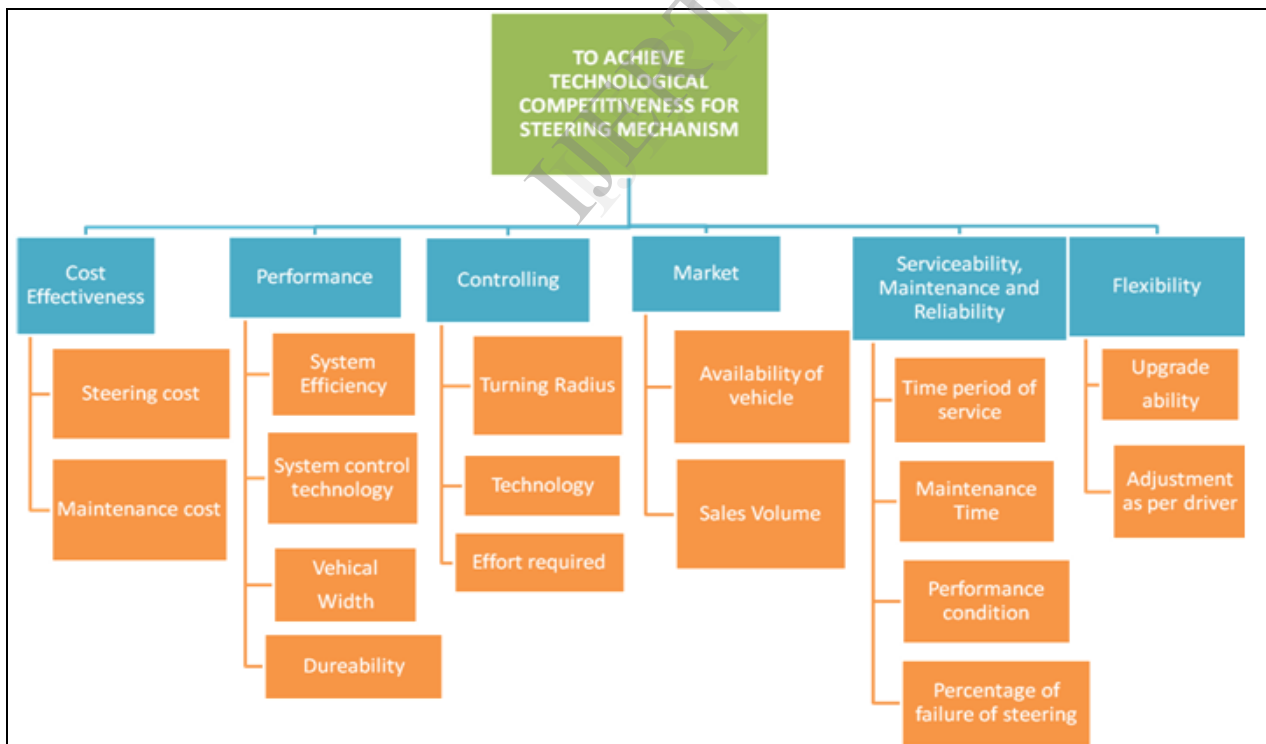 TO ACHIEVE
TECHNOLOGICAL
COMPETITIVENESS FOR
STEERING MECHANISM
IJERT
Cost
Effectiveness
Steering cost
Maintenance cost
Performance
System
Efficiency
System control
technology
Vehical
Width
Dureability
Controlling
Turning Radius
Technology
Effort required
Market
Availability of
vehicle
Sales Volume
Serviceability,
Maintenance and
Reliability
Time period of
service
Maintenance
Time
Performance
condition
Percentage of
failure of steering
Flexibility
Upgrade
ability
Adjustment
as per driver